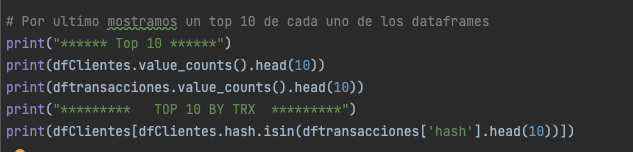 # Por ultimo mostramos un top 10 de cada uno de los dataframes
print("****** Top 10 ******")
print(dfClientes.value_counts().head(10))
print(dftransacciones.value_counts().head(10))
print("*********   TOP 10 BY TRX  *********")
print(dfClientes[dfClientes.hash.isin(dftransacciones['hash'].head(10))])